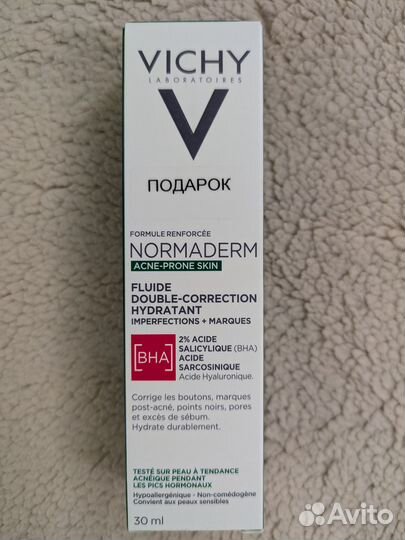 VICHY
LABORATOIRES
V
ПОДАРОК
FORMULE RENFORCÉE
NORMADERM
ACNE-PRONE SKIN
FLUIDE
DOUBLE-CORRECTION
HYDRATANT
IMPERFECTIONS + MARQUES
[BHA]
2% ACIDE
SALICYLIQUE (BHA)
ACIDE
SARCOSINIQUE
Acide Hyaluronique.
Corrige les boutons, marques
post-acné, points noirs, pores
et excès de sébum.
Hydrate durablement.
TESTÉ SUR PEAU À TENDANCE
ACNÉIQUE PENDANT
LES PICS HORMONAUX
Hypoallergénique - Non-comédogène
Convient aux peaux sensibles
30 ml
Avito